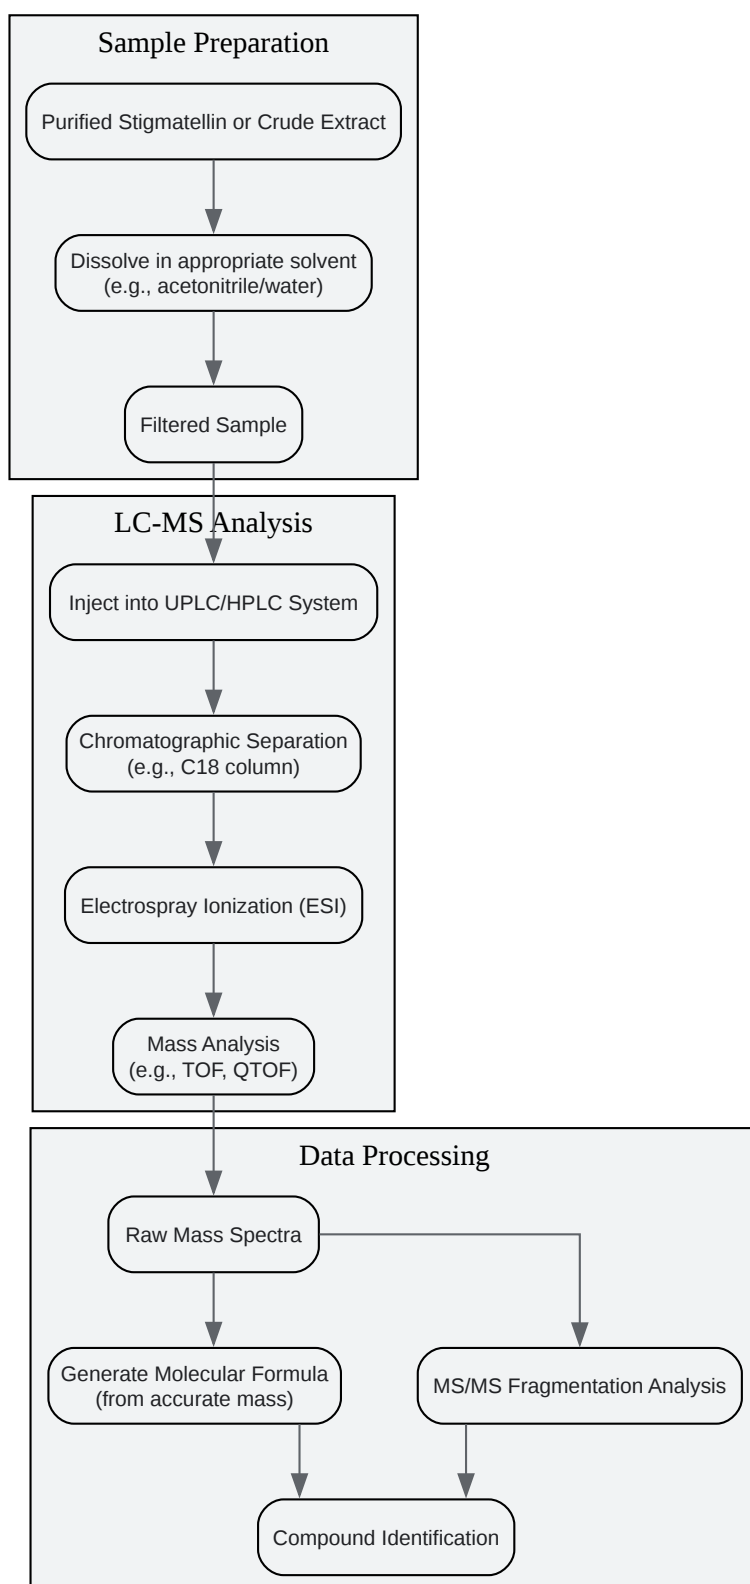 Sample Preparation
Purified Stigmatellin or Crude Extract
Dissolve in appropriate solvent
(e.g., acetonitrile/water)
Filtered Sample
LC-MS Analysis
Inject into UPLC/HPLC System
Chromatographic Separation
(e.g., C18 column)
Electrospray Ionization (ESI)
Mass Analysis
(e.g., TOF, QTOF)
Data Processing
Raw Mass Spectra
Generate Molecular Formula
(from accurate mass)
MS/MS Fragmentation Analysis
Compound Identification